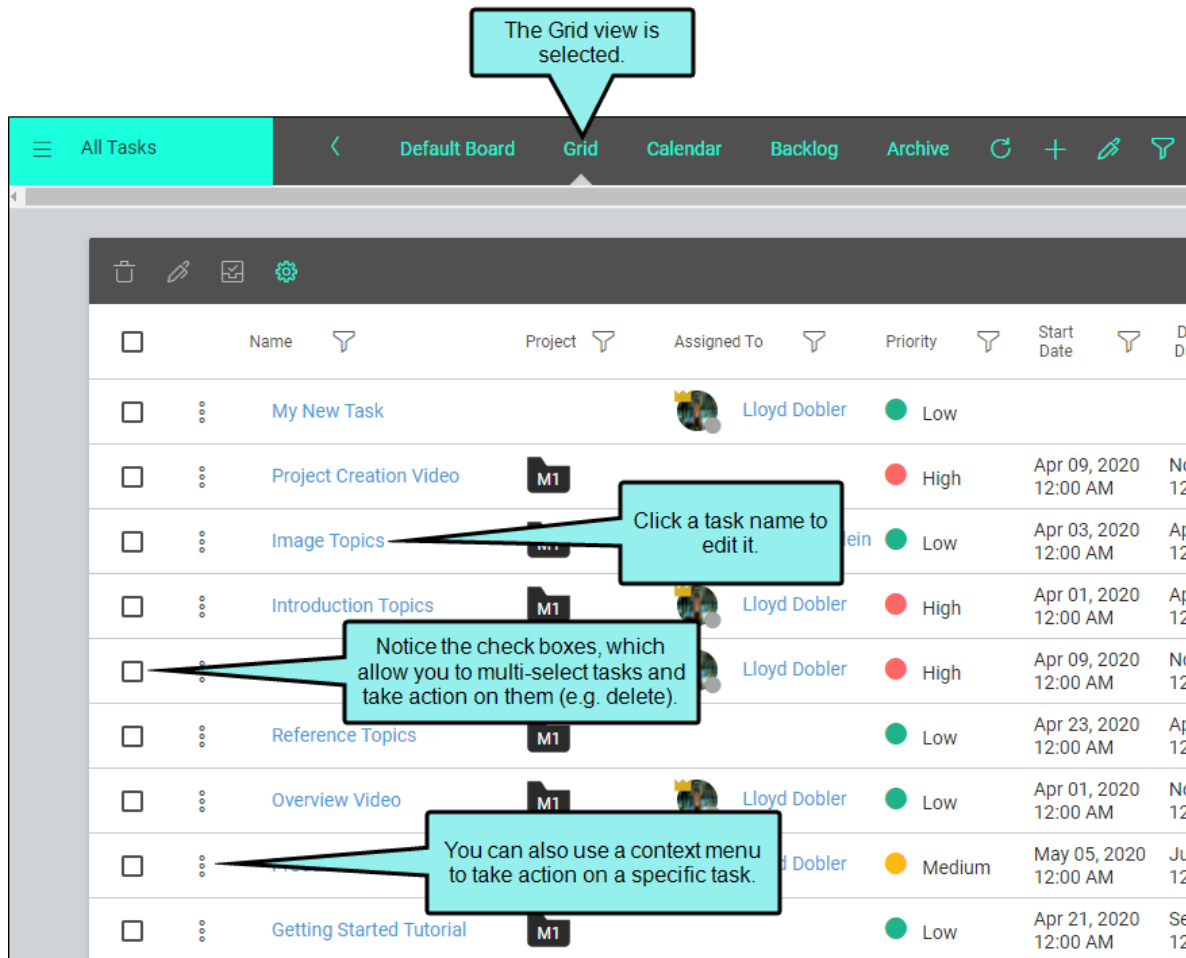 The Grid view is
selected.
All Tasks
Default Board
Grid
Calendar
Backlog
Archive
Name
Project
Assigned To
Priority
Start
Date
My New Task
Lloyd Dobler
Low
Project Creation Video
M1
High
Apr 09, 2020
12:00 AM
Click a task name to
edit it.
Image Topics
M1
Low
Apr 03, 2020
12:00 AM
Introduction Topics
M1
Lloyd Dobler
High
Apr 01, 2020
12:00 AM
Notice the check boxes, which
allow you to multi-select tasks and
take action on them (e.g. delete).
Lloyd Dobler
High
Apr 09, 2020
12:00 AM
Reference Topics
M1
Low
Apr 23, 2020
12:00 AM
Overview Video
M1
Lloyd Dobler
Low
Apr 01, 2020
12:00 AM
You can also use a context menu
to take action on a specific task.
Dobler
Medium
May 05, 2020
12:00 AM
Getting Started Tutorial
M1
Low
Apr 21, 2020
12:00 AM